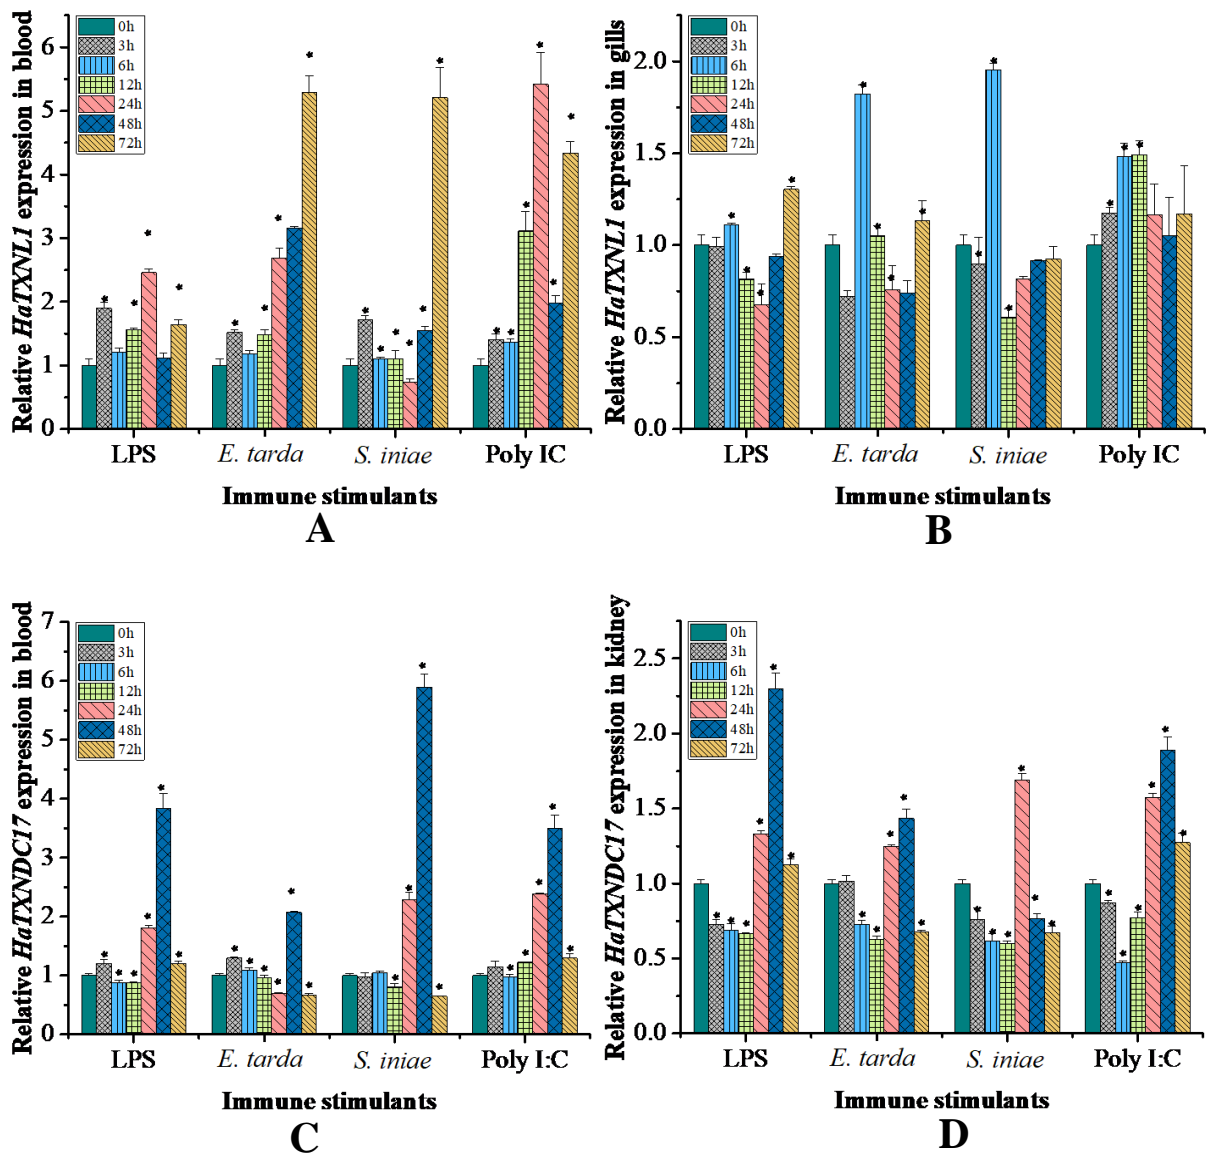 Relative HaTXNL1 expression in blood
6
5
4
3
2
1
0
0h
3h
6h
12h
24h
48h
72h
* * * * * * * * * * * * * * * * * * * *
LPS E. tarda S. iniae Poly IC
Immune stimulants
A
Relative HaTXNL1 expression in gills
2.0
1.5
1.0
0.5
0.0
0h
3h
6h
12h
24h
48h
72h
LPS E. tarda S. iniae Poly IC
Immune stimulants
B
Relative HaTXNDC17 expression in blood
7
6
5
4
3
2
1
0
0h
3h
6h
12h
24h
48h
72h
LPS E. tarda S. iniae Poly I:C
Immune stimulants
C
Relative HaTXNDC17 expression in kidney
2.5
2.0
1.5
1.0
0.5
0.0
0h
3h
6h
12h
24h
48h
72h
LPS E. tarda S. iniae Poly I:C
Immune stimulants
D